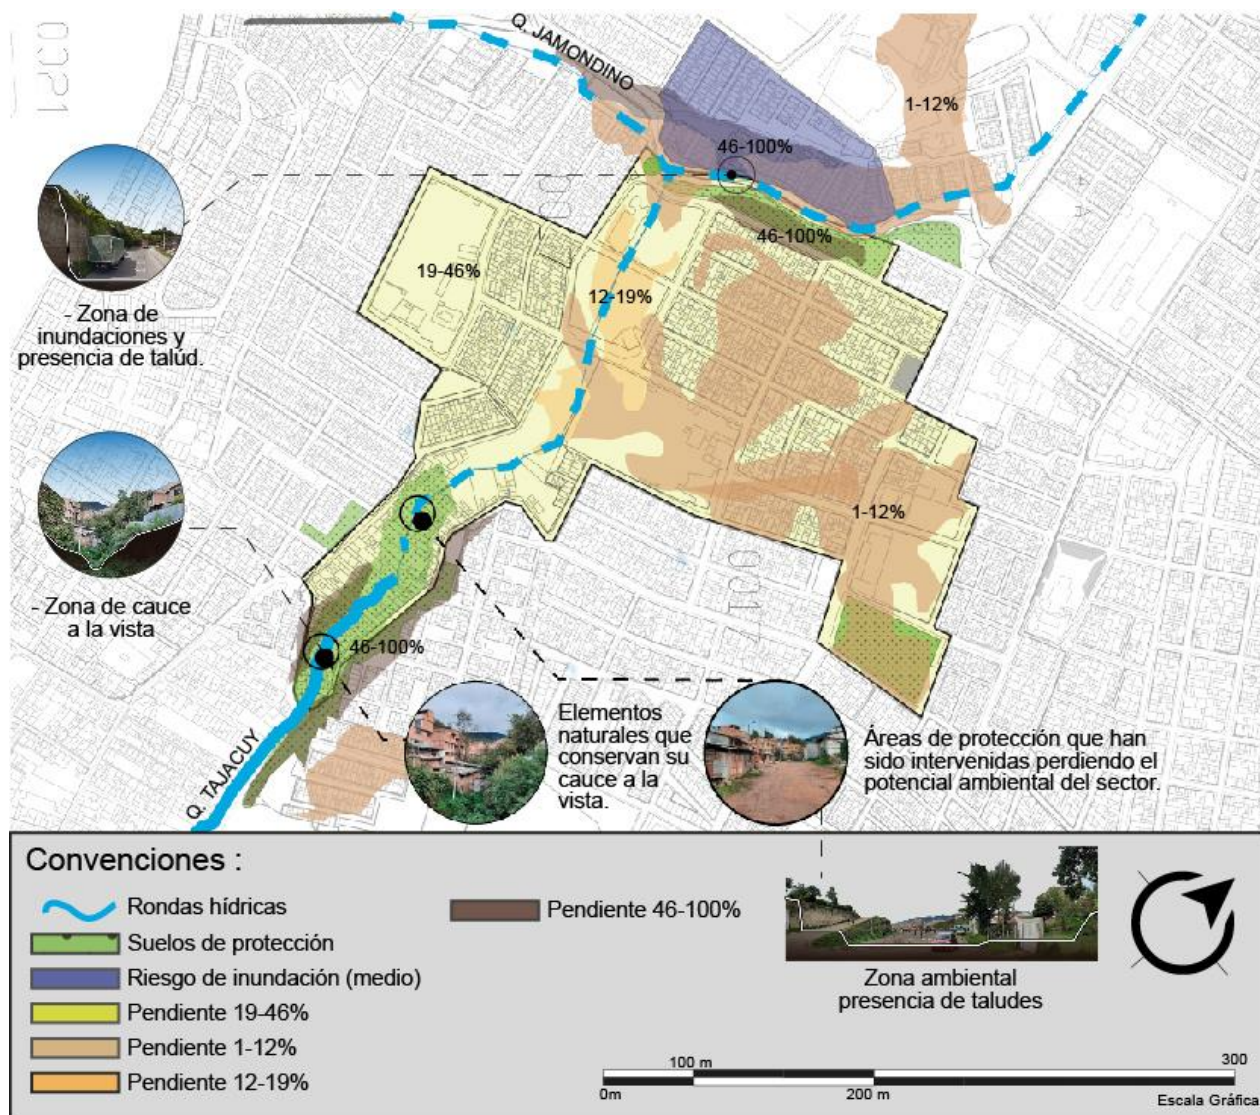 Q. JAMONDINO
0321
1-12%
46-100%
46-100%
19-46%
12-19%
- Zona de
inundaciones y
presencia de talúd.
1-12%
001
- Zona de cauce
a la vista
46-100%
Q. TAJACUY
Elementos
naturales que
conservan su
cauce a la
vista.
Áreas de protección que han
sido intervenidas perdiendo el
potencial ambiental del sector.
Convenciones :
Rondas hídricas
Suelos de protección
Riesgo de inundación (medio)
Pendiente 19-46%
Pendiente 1-12%
Pendiente 12-19%
Pendiente 46-100%
Zona ambiental
presencia de taludes
100 m
300
0m
200 m
Escala Gráfica